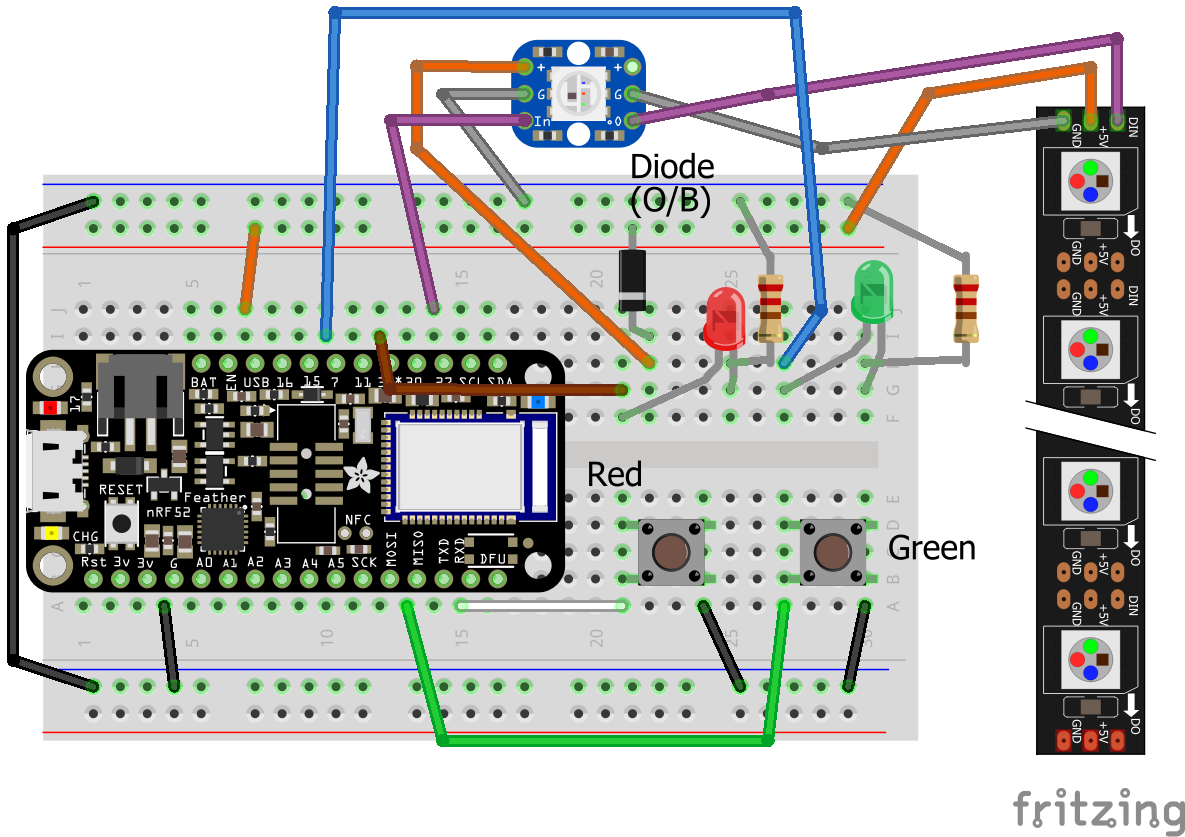 + +
G G
In o
Diode
(O/B)
GND +5V DIN
DO
GND +5V
GND +5V DIN
DO
1 5 15 20 25
J J
I
BAT EN USB 16 15 7 11
SCL SDA
G
F
17
RESET
nRF52
Feather
NFC
CHG
Rst 3v 3v G A0 A1 A2 A3 A4 A5 SCK MOSI MISO TXD RXD DFU
Red
Green
E
D
B
A A
1 5 10 15 20 25 30
DO
GND +5V
GND +5V DIN
DO
GND +5V
fritzing